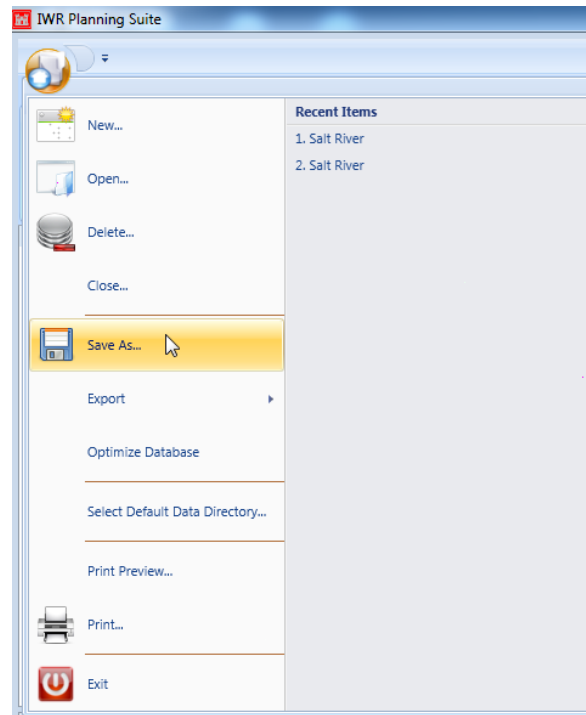 IWR Planning Suite
New...
Open...
Delete...
Close...
Save As...
Export
Optimize Database
Select Default Data Directory...
Print Preview...
Print...
Exit
Recent Items
1. Salt River
2. Salt River